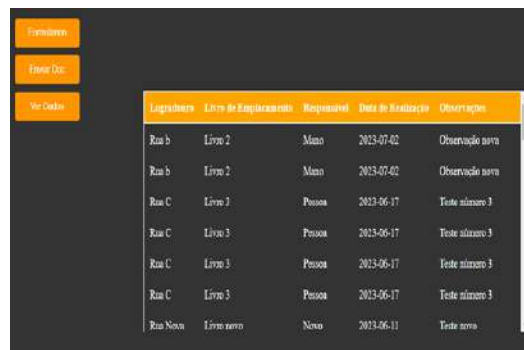 Formulários
Enviar Doc
Ver Dados
Logradouro Livro de Emplacamento Responsável Data de Realização Observações
Rua b Livro 2 Mano 2023-07-02 Observação nova
Rua b Livro 2 Mano 2023-07-02 Observação nova
Rua C Livro 3 Pessoa 2023-06-17 Teste número 3
Rua C Livro 3 Pessoa 2023-06-17 Teste número 3
Rua C Livro 3 Pessoa 2023-06-17 Teste número 3
Rua C Livro 3 Pessoa 2023-06-17 Teste número 3
Rua Nova Livro novo Novo 2023-06-11 Teste novo